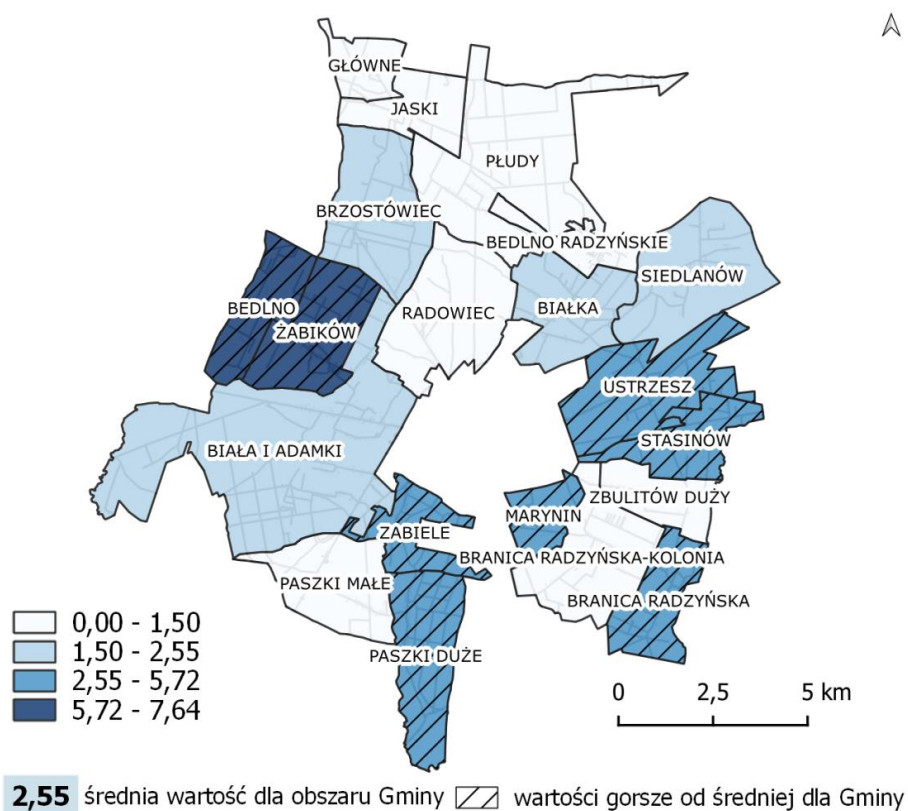 GŁÓWNE
JASKI
PŁUDY
BRZOSTÓWIEC
BEDLNO RADZYŃSKIE
SIEDLANÓW
BEDLNO
ŻABIKÓW
RADOWIEC
BIAŁKA
USTRZESZ
STASINÓW
BIAŁA I ADAMKI
ZBULITÓW DUŻY
MARYNIN
ZABIELE
BRANICA RADZYŃSKA-KOLONIA
PASZKI MAŁE
BRANICA RADZYŃSKA
PASZKI DUŻE
0,00 - 1,50
1,50 - 2,55
2,55 - 5,72
5,72 - 7,64
0 2,5 5 km
2,55 średnia wartość dla obszaru Gminy wartości gorsze od średniej dla Gminy